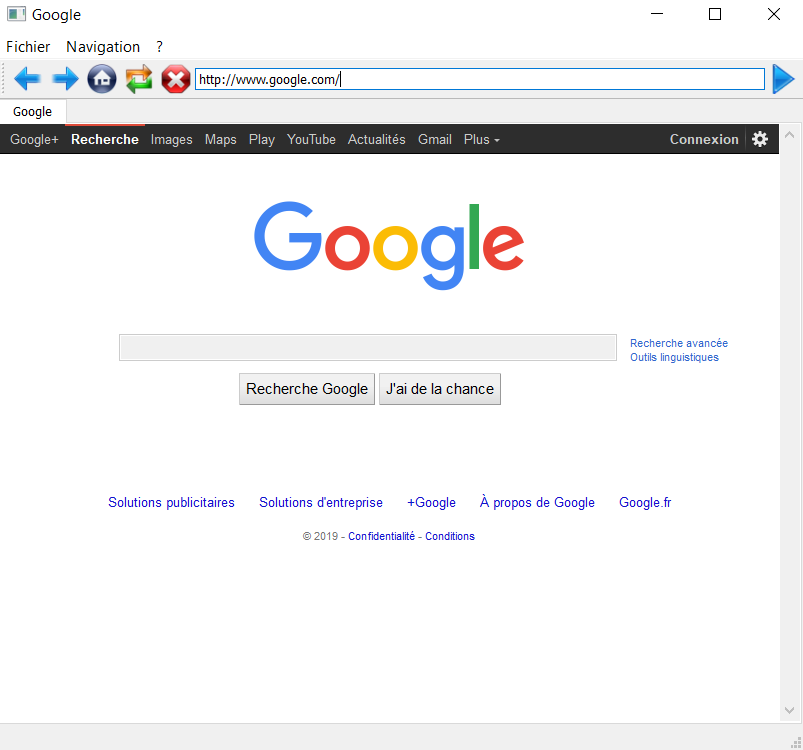 Google
Fichier Navigation ?
http://www.google.com/
Google
Google+ Recherche Images Maps Play YouTube Actualités Gmail Plus Connexion
Google
Recherche avancée
Outils linguistiques
Recherche Google J'ai de la chance
Solutions publicitaires Solutions d'entreprise +Google À propos de Google Google.fr
© 2019 - Confidentialité - Conditions